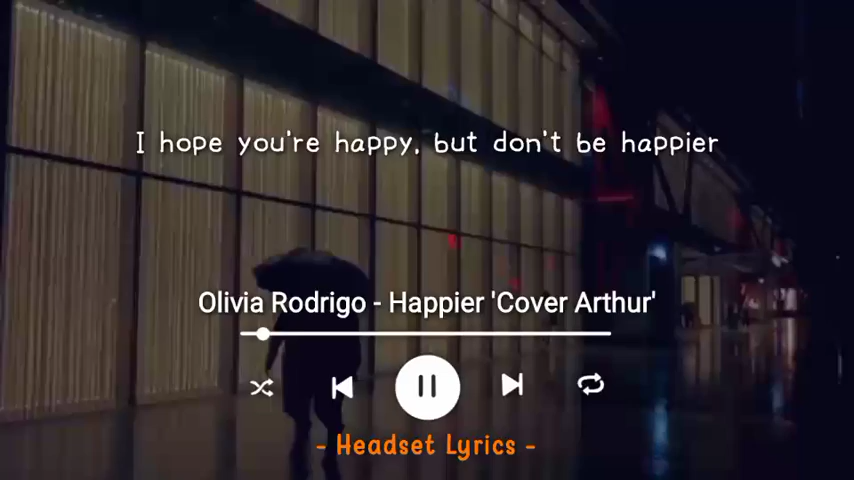 I hope you're happy, but don't be happier
Olivia Rodrigo - Happier 'Cover Arthur'
- Headset Lyrics -